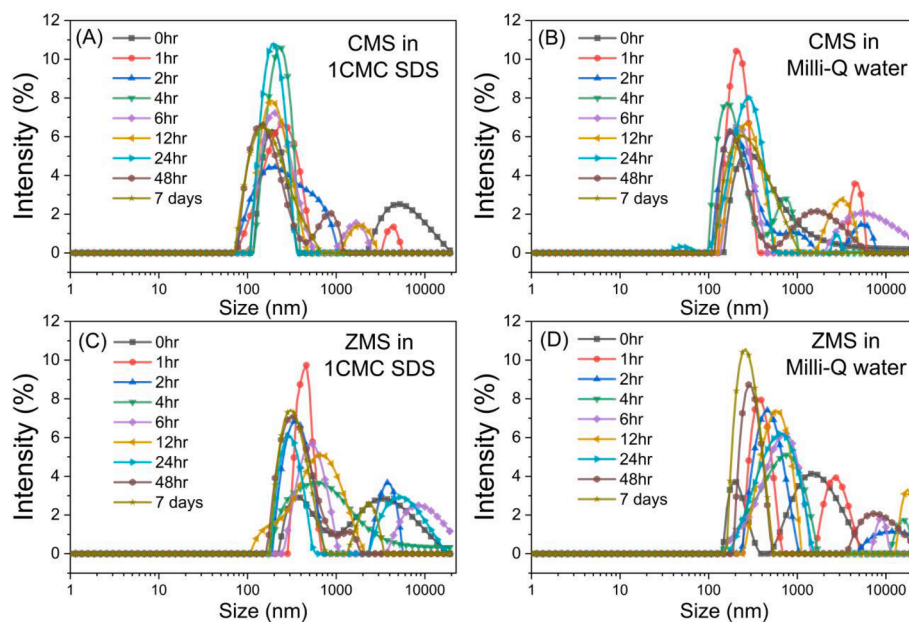 (A)
CMS in
1CMC SDS
0hr
1hr
2hr
4hr
6hr
12hr
24hr
48hr
7 days
Intensity (%)
12
10
8
6
4
2
0
1 10 100 1000 10000
Size (nm)
(B)
CMS in
Milli-Q water
0hr
1hr
2hr
4hr
6hr
12hr
24hr
48hr
7 days
Intensity (%)
12
10
8
6
4
2
0
1 10 100 1000 10000
Size (nm)
(C)
ZMS in
1CMC SDS
0hr
1hr
2hr
4hr
6hr
12hr
24hr
48hr
7 days
Intensity (%)
12
10
8
6
4
2
0
1 10 100 1000 10000
Size (nm)
(D)
ZMS in
Milli-Q water
0hr
1hr
2hr
4hr
6hr
12hr
24hr
48hr
7 days
Intensity (%)
12
10
8
6
4
2
0
1 10 100 1000 10000
Size (nm)